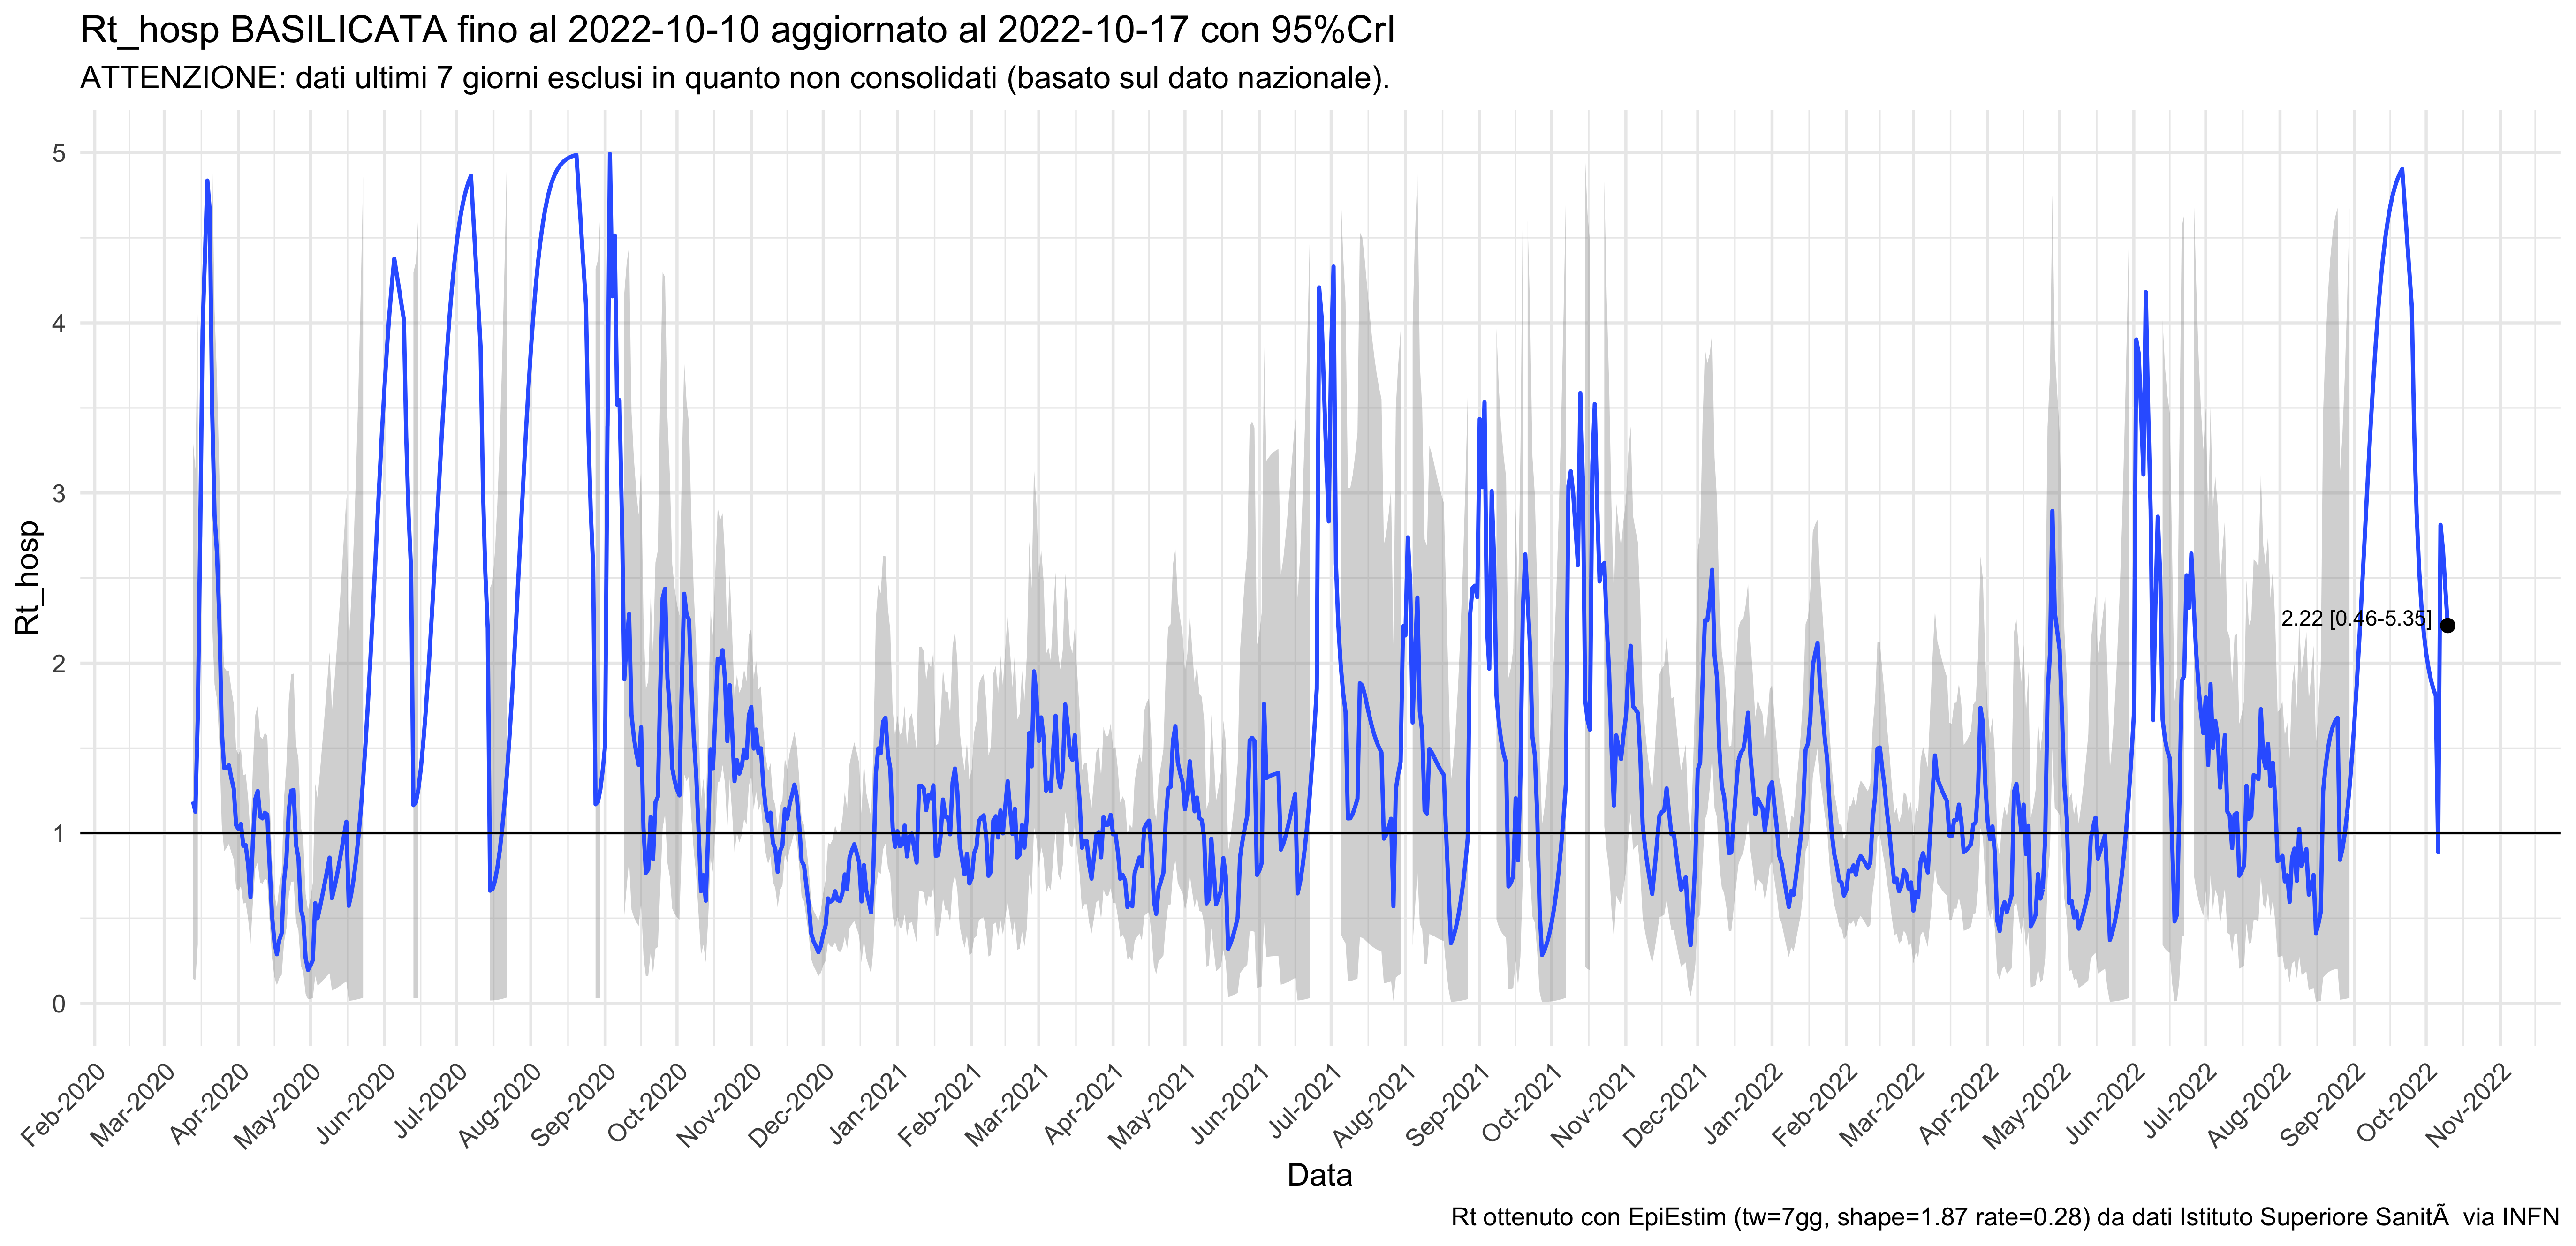 Rt_hosp BASILICATA fino al 2022-10-10 aggiornato al 2022-10-17 con 95%CrI
ATTENZIONE: dati ultimi 7 giorni esclusi in quanto non consolidati (basato sul dato nazionale).
5
4
3
2
1
0
Rt_hosp
2.22 [0.46-5.35]
Feb-2020
Mar-2020
Apr-2020
May-2020
Jun-2020
Jul-2020
Aug-2020
Sep-2020
Oct-2020
Nov-2020
Dec-2020
Jan-2021
Feb-2021
Mar-2021
Apr-2021
May-2021
Jun-2021
Jul-2021
Aug-2021
Sep-2021
Oct-2021
Nov-2021
Dec-2021
Jan-2022
Feb-2022
Mar-2022
Apr-2022
May-2022
Jun-2022
Jul-2022
Aug-2022
Sep-2022
Oct-2022
Nov-2022
Data
Rt ottenuto con EpiEstim (tw=7gg, shape=1.87 rate=0.28) da dati Istituto Superiore SanitÃ  via INFN